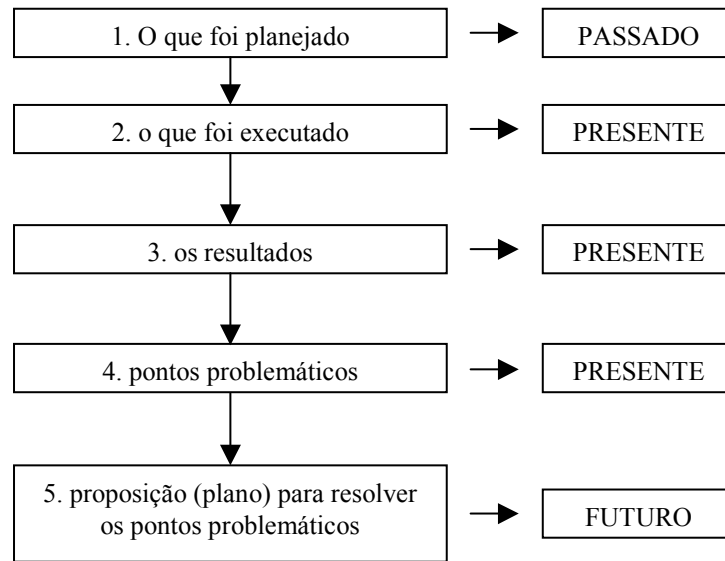 1. O que foi planejado
PASSADO
2. o que foi executado
PRESENTE
3. os resultados
PRESENTE
4. pontos problemáticos
PRESENTE
5. proposição (plano) para resolver
os pontos problemáticos
FUTURO